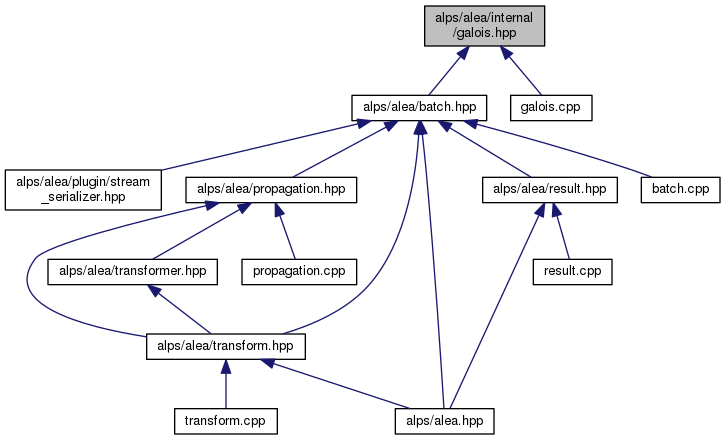 alps/alea/internal
/galois.hpp
alps/alea/batch.hpp
galois.cpp
alps/alea/plugin/stream
_serializer.hpp
alps/alea/propagation.hpp
alps/alea/result.hpp
batch.cpp
alps/alea/transformer.hpp
propagation.cpp
result.cpp
alps/alea/transform.hpp
transform.cpp
alps/alea.hpp